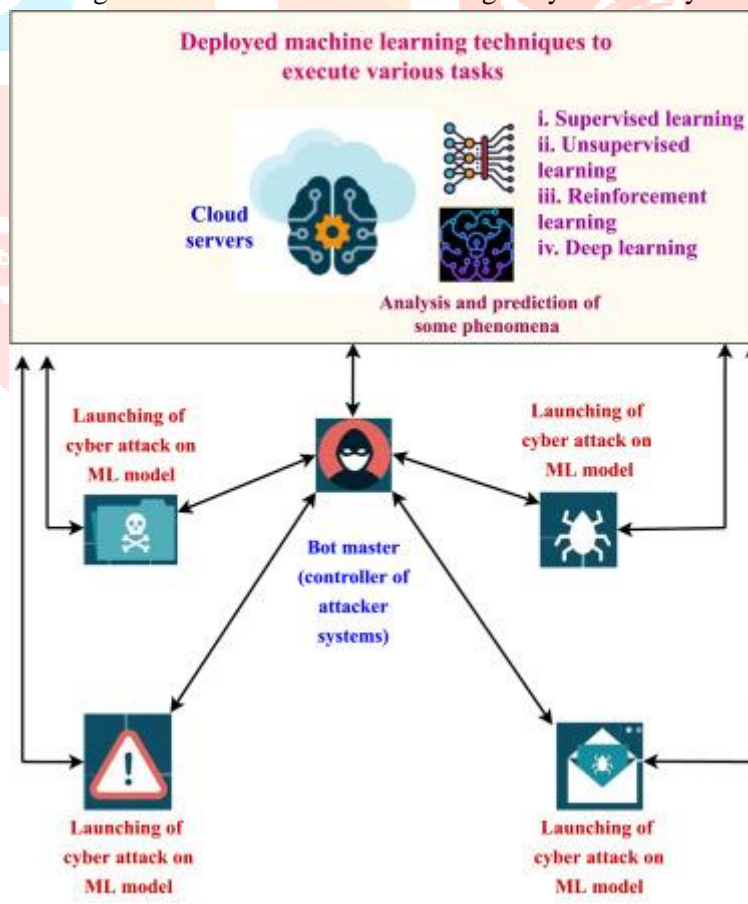 Deployed machine learning techniques to
execute various tasks
i. Supervised learning
ii. Unsupervised
learning
iii. Reinforcement
learning
iv. Deep learning
Cloud
servers
Analysis and prediction of
some phenomena
Launching of
cyber attack on
ML model
Launching of
cyber attack on
ML model
Bot master
(controller of
attacker
systems)
Launching of
cyber attack on
ML model
Launching of
cyber attack on
ML model